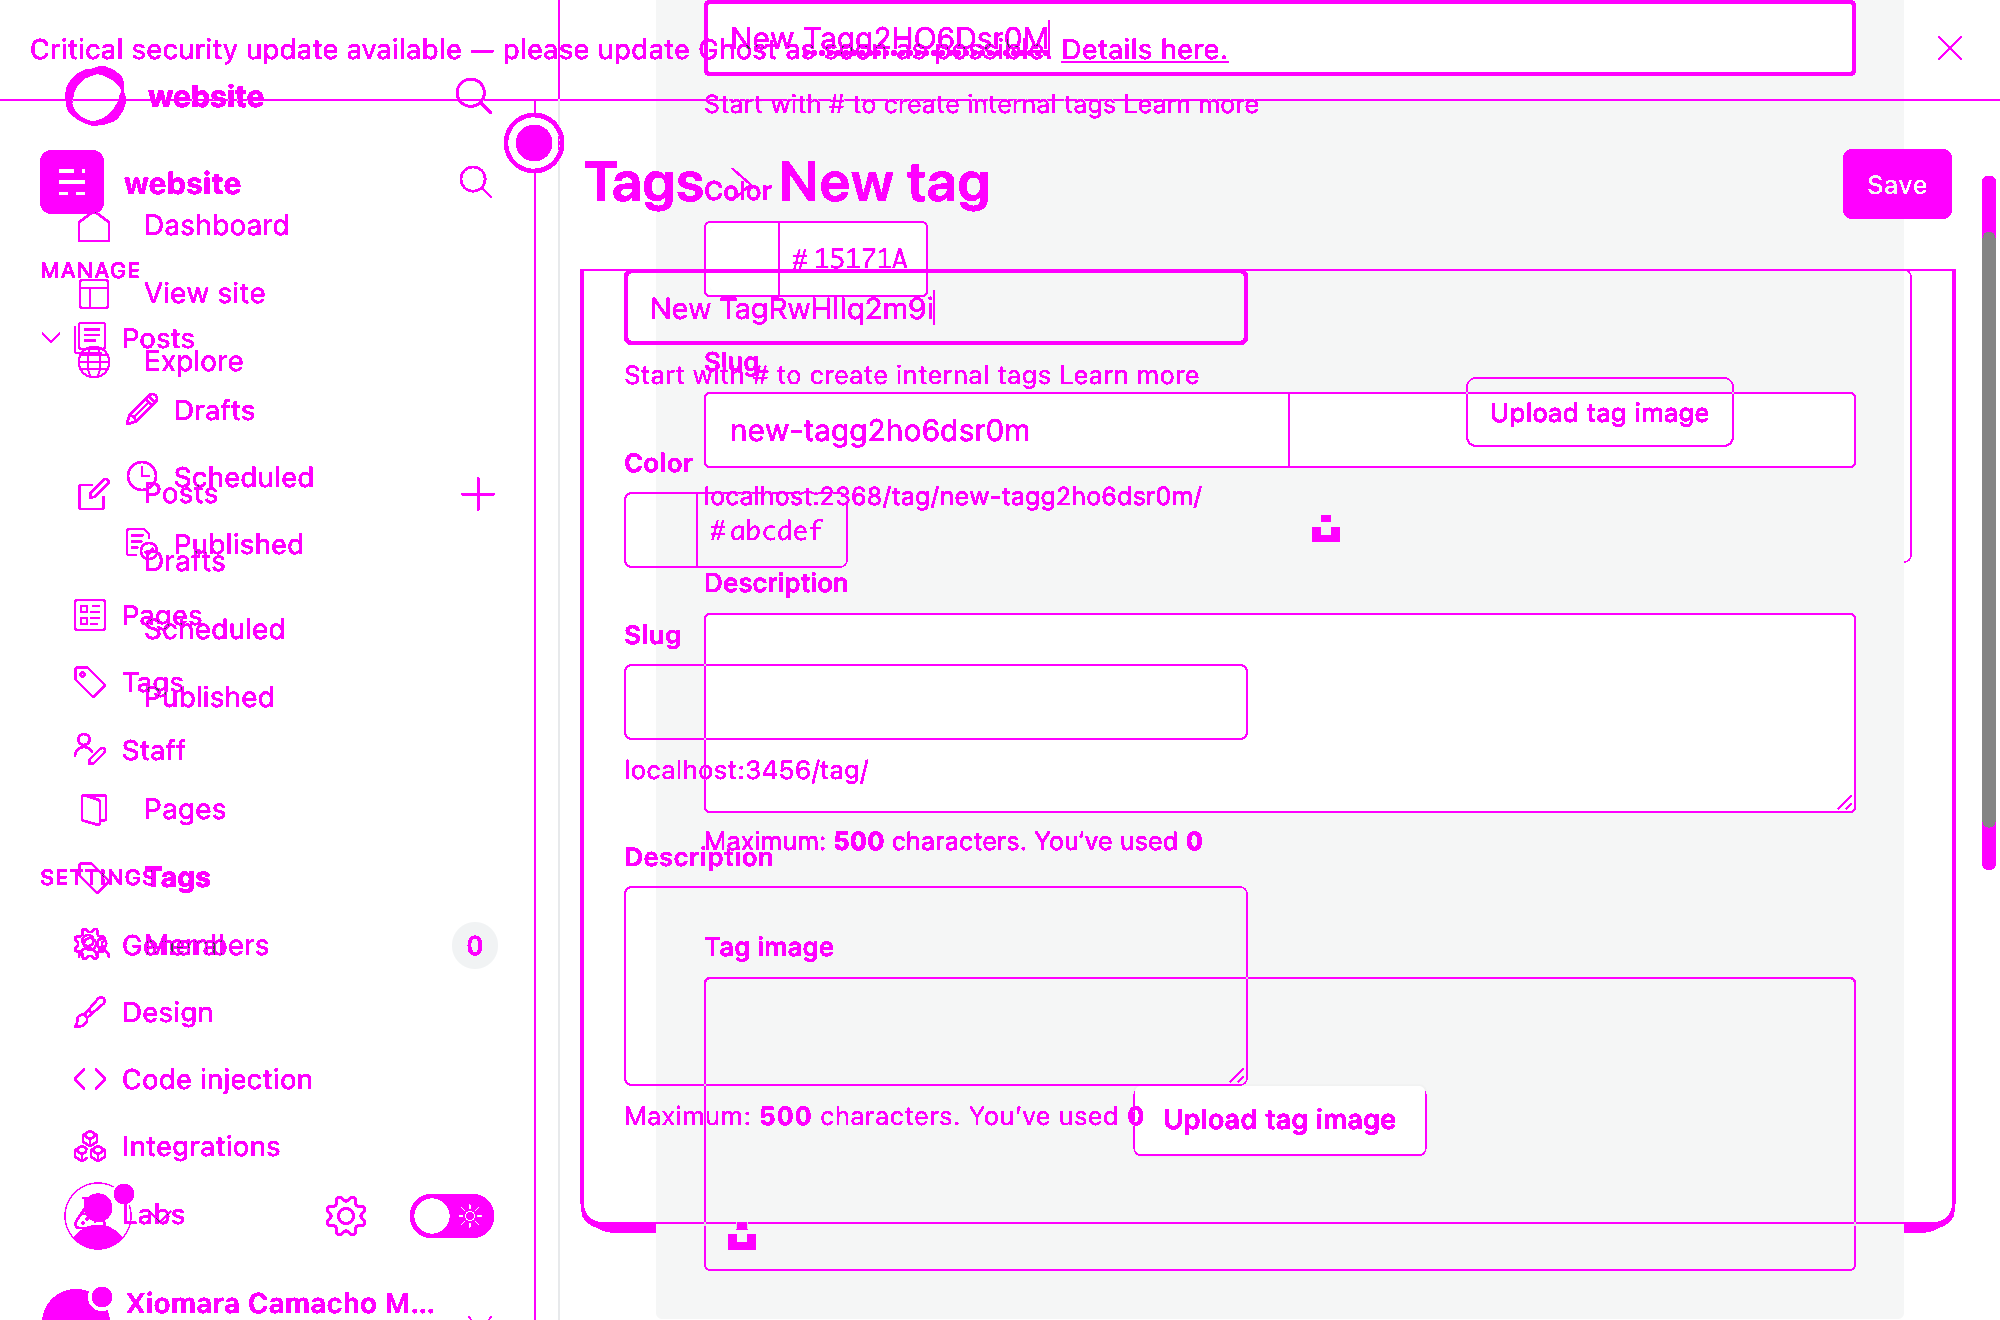 New Tagg2HO6Dsr0M
Critical security update available — please update Ghost as soon as possible. Details here.
website
Start with # to create internal tags Learn more
website
Tags
New tag
Color
Save
Dashboard
# 15171A
MANAGE
View site
New TagRwHIlq2m9i
Posts
Explore
Slug
Start with # to create internal tags Learn more
Drafts
Upload tag image
new-tagg2ho6dsr0m
Color
Scheduled
Posts
localhost:2368/tag/new-tagg2ho6dsr0m/
#abcdef
Published
Drafts
Description
Pages
Scheduled
Slug
Tags
Published
Staff
localhost:3456/tag/
Pages
Maximum: 500 characters. You've used 0
Description
SETTINGS
Tags
General
Members
0
Tag image
Design
Code injection
Maximum: 500 characters. You've used 0
Upload tag image
Integrations
Labs
Xiomara Camacho M...